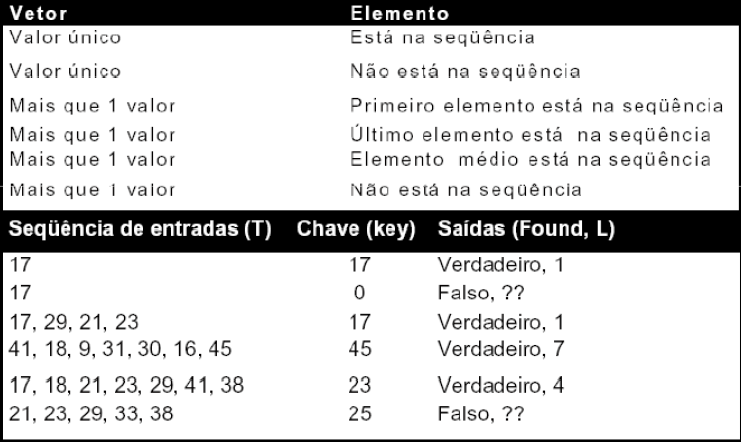 Vetor Elemento
Valor único Está na seqüência
Valor único Não está na seqüência
Mais que 1 valor Primeiro elemento está na seqüência
Mais que 1 valor Último elemento está na seqüência
Mais que 1 valor Elemento médio está na seqüência
Mais que 1 valor Não está na seqüência
Seqüência de entradas (T) Chave (key) Saídas (Found, L)
17 17 Verdadeiro, 1
17 0 Falso, ??
17, 29, 21, 23 17 Verdadeiro, 1
41, 18, 9, 31, 30, 16, 45 45 Verdadeiro, 7
17, 18, 21, 23, 29, 41, 38 23 Verdadeiro, 4
21, 23, 29, 33, 38 25 Falso, ??